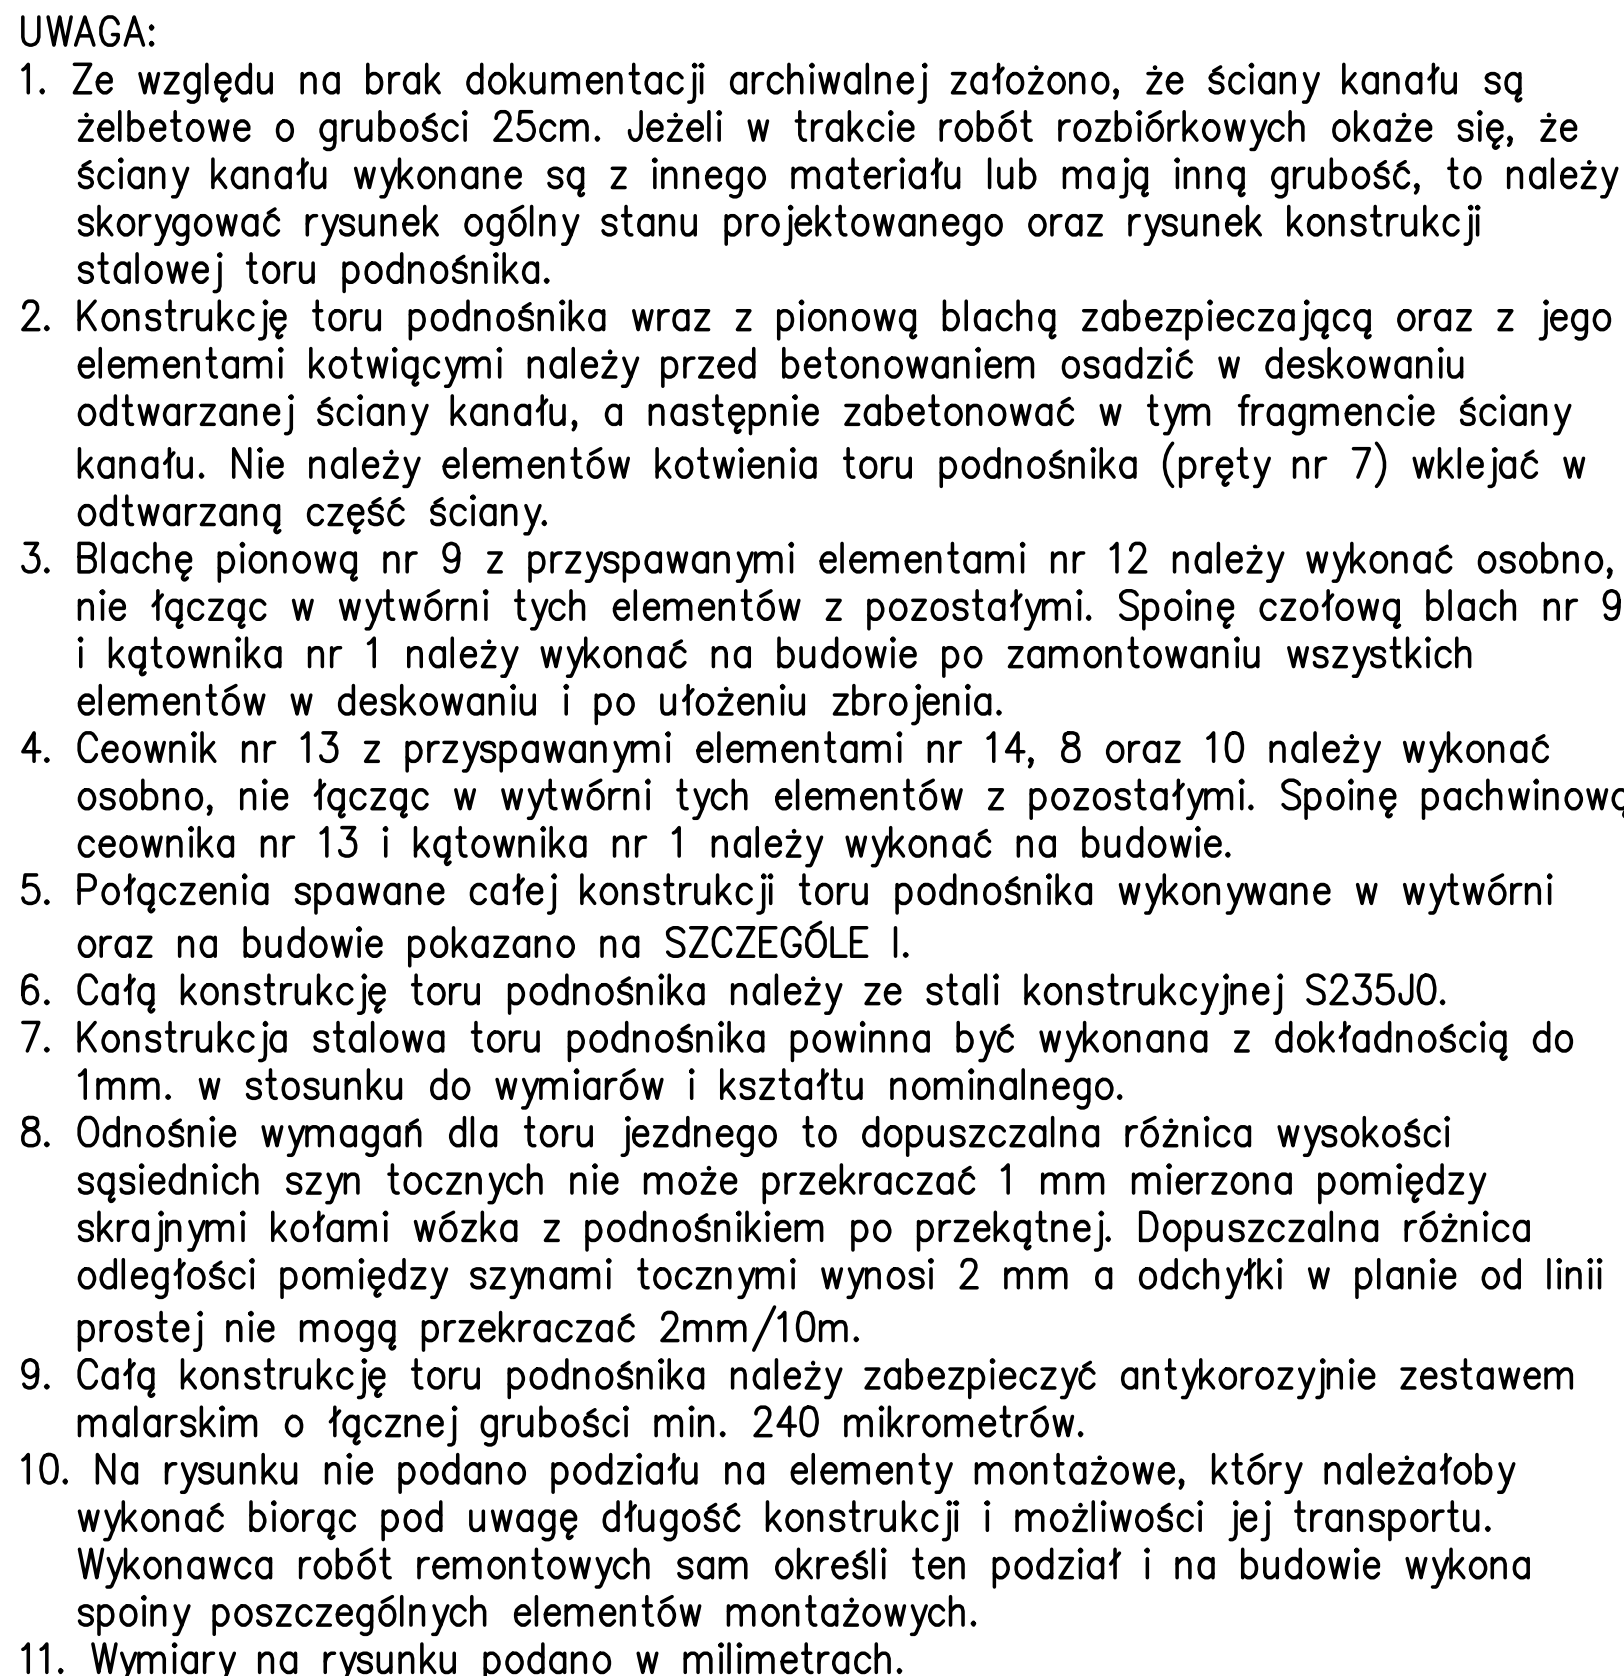 UWAGA:
1. Ze względu na brak dokumentacji archiwalnej założono, że ściany kanału są
żelbetowe o grubości 25cm. Jeżeli w trakcie robót rozbiórkowych okaże się, że
ściany kanału wykonane są z innego materiału lub mają inną grubość, to należy
skorygować rysunek ogólny stanu projektowanego oraz rysunek konstrukcji
stalowej toru podnośnika.
2. Konstrukcję toru podnośnika wraz z pionową blachą zabezpieczającą oraz z jego
elementami kotwiącymi należy przed betonowaniem osadzić w deskowaniu
odtwarzanej ściany kanału, a następnie zabetonować w tym fragmencie ściany
kanału. Nie należy elementów kotwienia toru podnośnika (pręty nr 7) wklejać w
odtwarzaną część ściany.
3. Blachę pionową nr 9 z przyspawanymi elementami nr 12 należy wykonać osobno,
nie łącząc w wytwórni tych elementów z pozostałymi. Spoinę czołową blach nr 9
i kątownika nr 1 należy wykonać na budowie po zamontowaniu wszystkich
elementów w deskowaniu i po ułożeniu zbrojenia.
4. Ceownik nr 13 z przyspawanymi elementami nr 14, 8 oraz 10 należy wykonać
osobno, nie łącząc w wytwórni tych elementów z pozostałymi. Spoinę pachwinową
ceownika nr 13 i kątownika nr 1 należy wykonać na budowie.
5. Połączenia spawane całej konstrukcji toru podnośnika wykonywane w wytwórni
oraz na budowie pokazano na SZCZEGÓLE I.
6. Całą konstrukcję toru podnośnika należy ze stali konstrukcyjnej S235J0.
7. Konstrukcja stalowa toru podnośnika powinna być wykonana z dokładnością do
1mm. w stosunku do wymiarów i kształtu nominalnego.
8. Odnośnie wymagań dla toru jezdnego to dopuszczalna różnica wysokości
sąsiednich szyn tocznych nie może przekraczać 1 mm mierzona pomiędzy
skrajnymi kołami wózka z podnośnikiem po przekątnej. Dopuszczalna różnica
odległości pomiędzy szynami tocznymi wynosi 2 mm a odchyłki w planie od linii
prostej nie mogą przekraczać 2mm/10m.
9. Całą konstrukcję toru podnośnika należy zabezpieczyć antykorozyjnie zestawem
malarskim o łącznej grubości min. 240 mikrometrów.
10. Na rysunku nie podano podziału na elementy montażowe, który należałoby
wykonać biorąc pod uwagę długość konstrukcji i możliwości jej transportu.
Wykonawca robót remontowych sam określi ten podział i na budowie wykona
spoiny poszczególnych elementów montażowych.
11. Wymiary na rysunku podano w milimetrach.